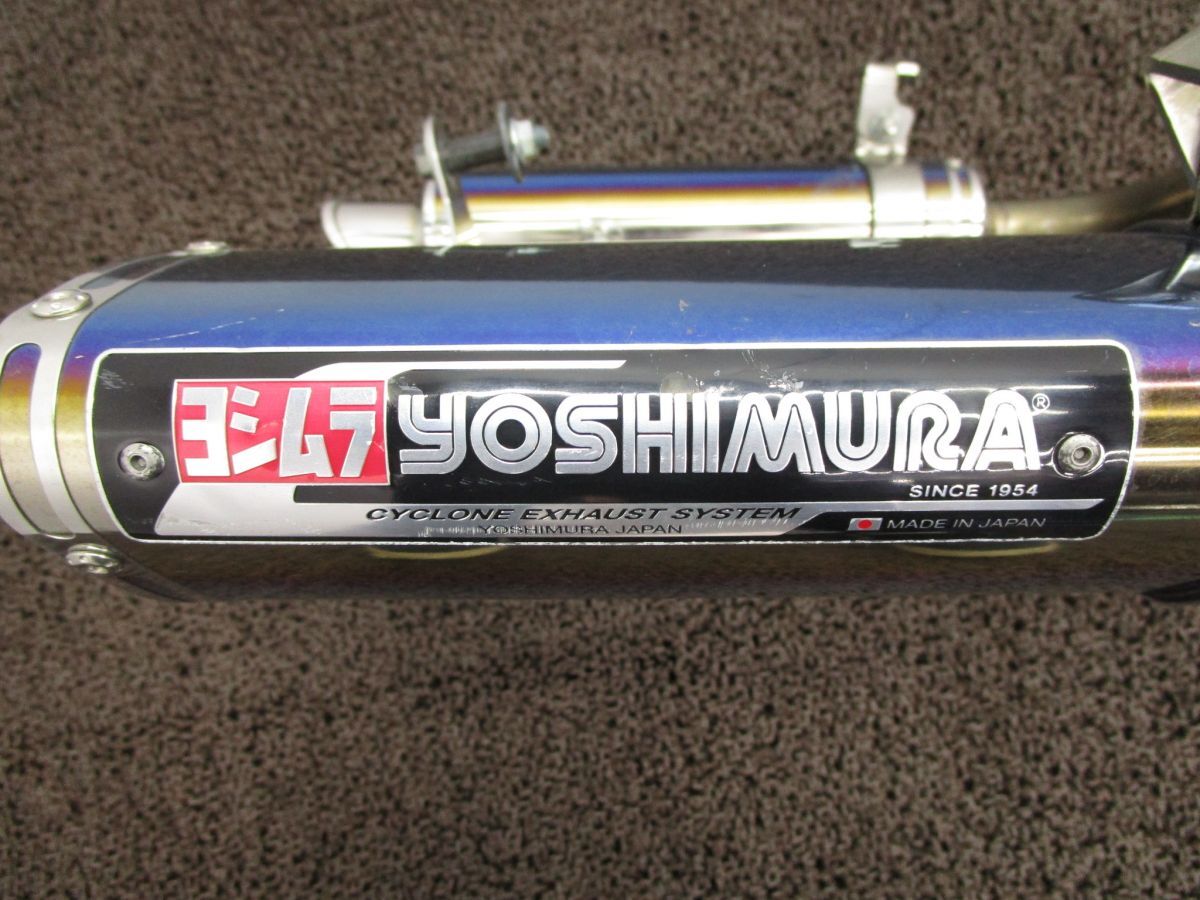 ヨシムラ YOSHIMURA®
SINCE 1954
CYCLONE EXHAUST SYSTEM
YOSHIMURA JAPAN
MADE IN JAPAN